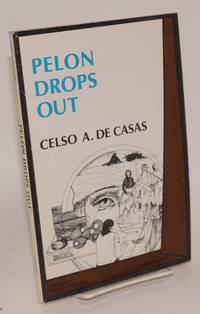 PELON
DROPS
OUT
CELSO A. DE CASAS
PELON DROPS OUT